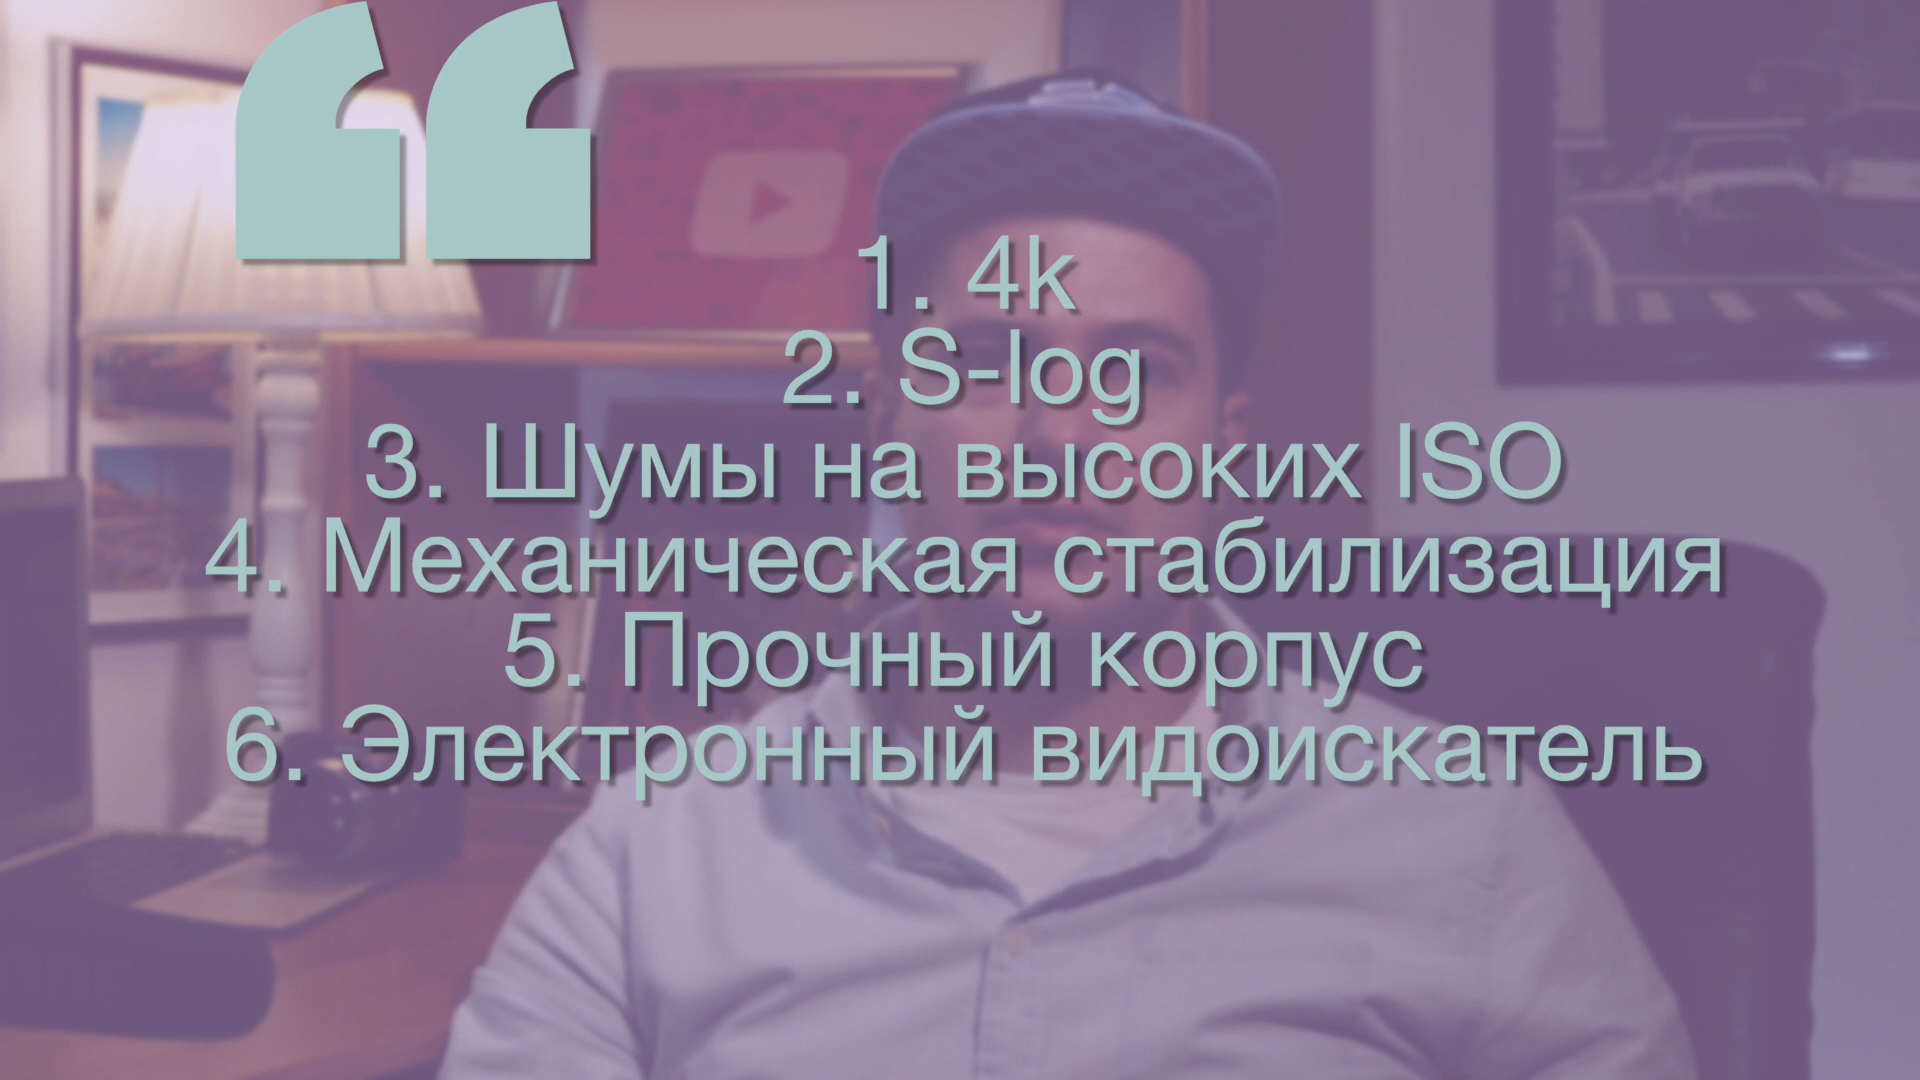 1. 4k
2. S-log
3. Шумы на высоких ISO
4. Механическая стабилизация
5. Прочный корпус
6. Электронный видоискатель